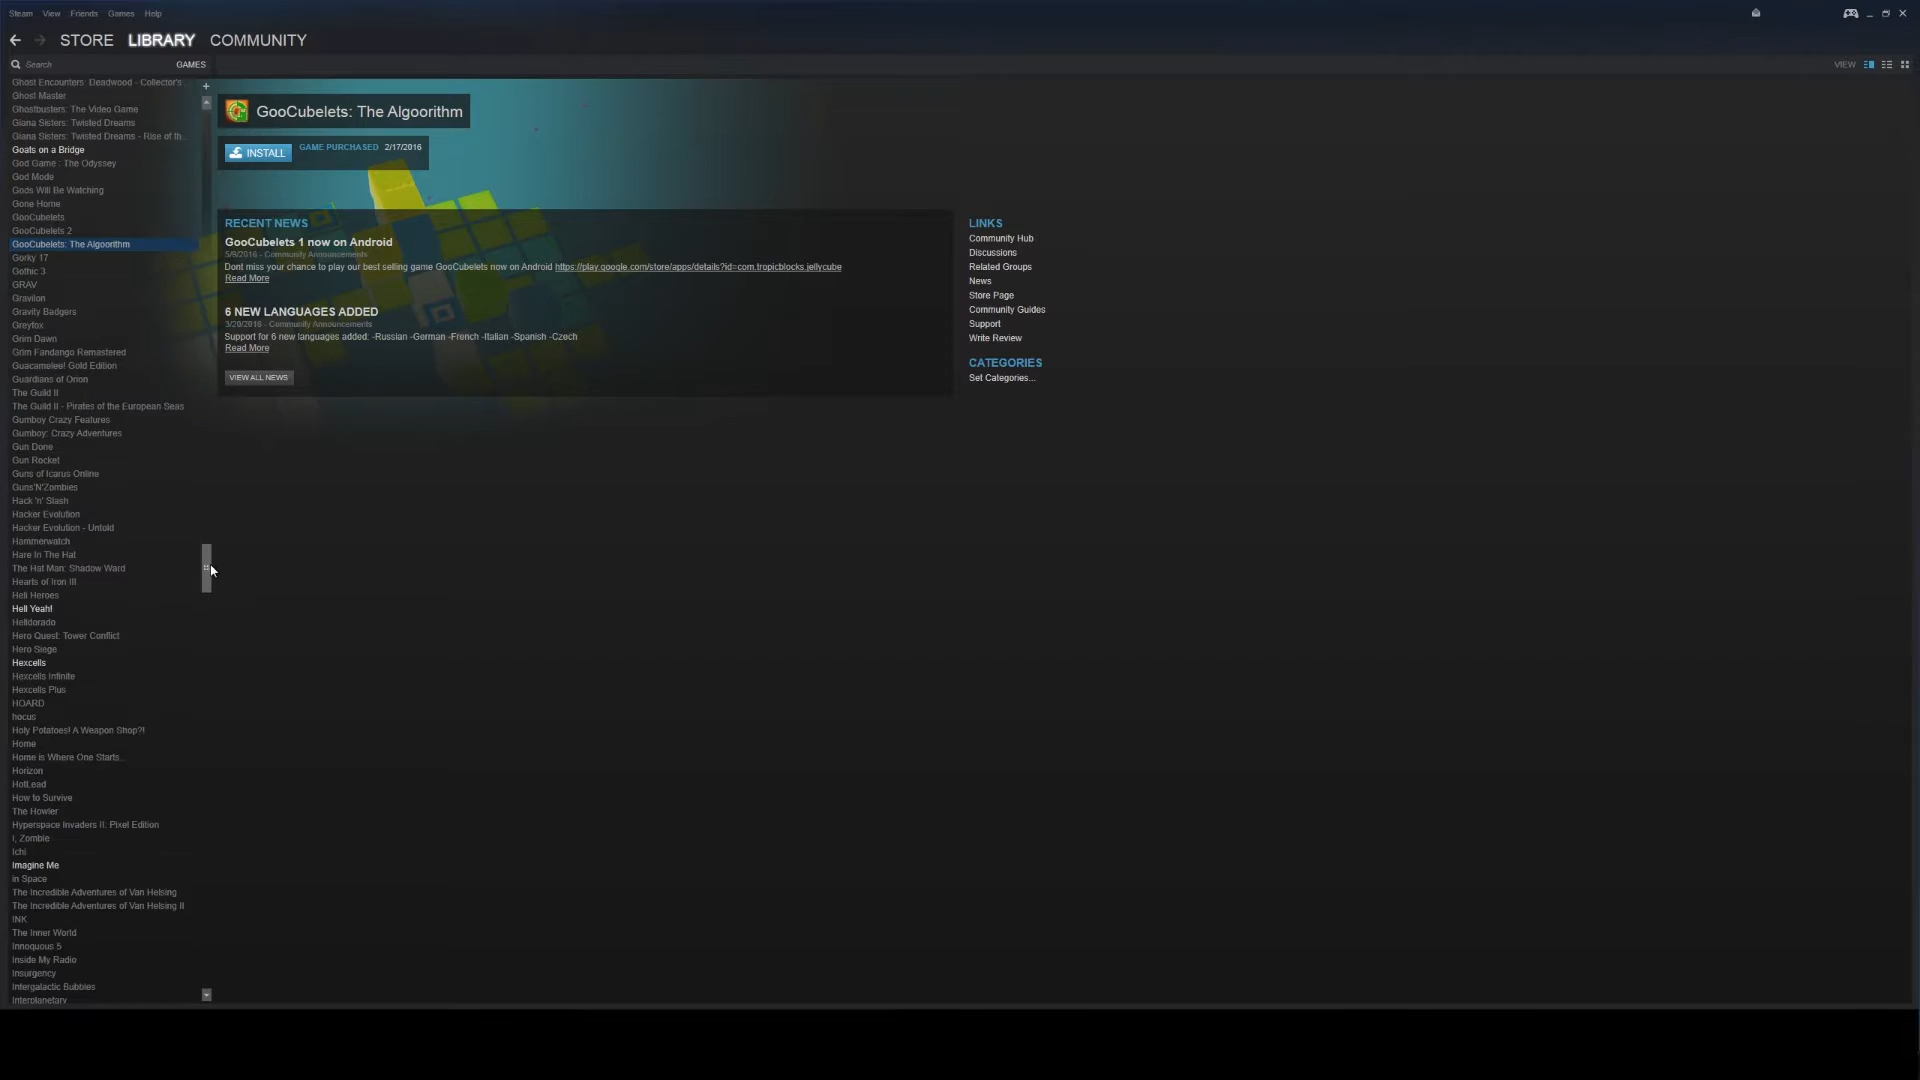 Steam View Friends Games Help
STORE LIBRARY COMMUNITY
Search GAMES
VIEW
Ghost Encounters: Deadwood - Collector's
Ghost Master
Ghostbusters: The Video Game
Giana Sisters: Twisted Dreams
Giana Sisters: Twisted Dreams - Rise of th...
Goats on a Bridge
God Game : The Odyssey
God Mode
Gods Will Be Watching
Gone Home
GooCubelets
GooCubelets 2
GooCubelets: The Algoorithm
Gorky 17
Gothic 3
GRAV
Gravilon
Gravity Badgers
Greyfox
Grim Dawn
Grim Fandango Remastered
Guacamelee! Gold Edition
Guardians of Orion
The Guild II
The Guild II - Pirates of the European Seas
Gumboy Crazy Features
Gumboy: Crazy Adventures
Gun Done
Gun Rocket
Guns of Icarus Online
Guns'N'Zombies
Hack 'n' Slash
Hacker Evolution
Hacker Evolution - Untold
Hammerwatch
Hare In The Hat
The Hat Man: Shadow Ward
Hearts of Iron III
Heli Heroes
Hell Yeah!
Helldorado
Hero Quest: Tower Conflict
Hero Siege
Hexcells
Hexcells Infinite
Hexcells Plus
HOARD
hocus
Holy Potatoes! A Weapon Shop?!
Home
Home is Where One Starts...
Horizon
HotLead
How to Survive
The Howler
Hyperspace Invaders II: Pixel Edition
I, Zombie
Ichi
Imagine Me
in Space
The Incredible Adventures of Van Helsing
The Incredible Adventures of Van Helsing II
INK
The Inner World
Innoquous 5
Inside My Radio
Insurgency
Intergalactic Bubbles
Interplanetary
GooCubelets: The Algoorithm
INSTALL GAME PURCHASED 2/17/2016
RECENT NEWS
GooCubelets 1 now on Android
5/9/2016 - Community Announcements
Dont miss your chance to play our best selling game GooCubelets now on Android https://play.google.com/store/apps/details?id=com.tropicblocks.jellycube
Read More
6 NEW LANGUAGES ADDED
3/29/2016 - Community Announcements
Support for 6 new languages added: -Russian -German -French -Italian -Spanish -Czech
Read More
VIEW ALL NEWS
LINKS
Community Hub
Discussions
Related Groups
News
Store Page
Community Guides
Support
Write Review
CATEGORIES
Set Categories...